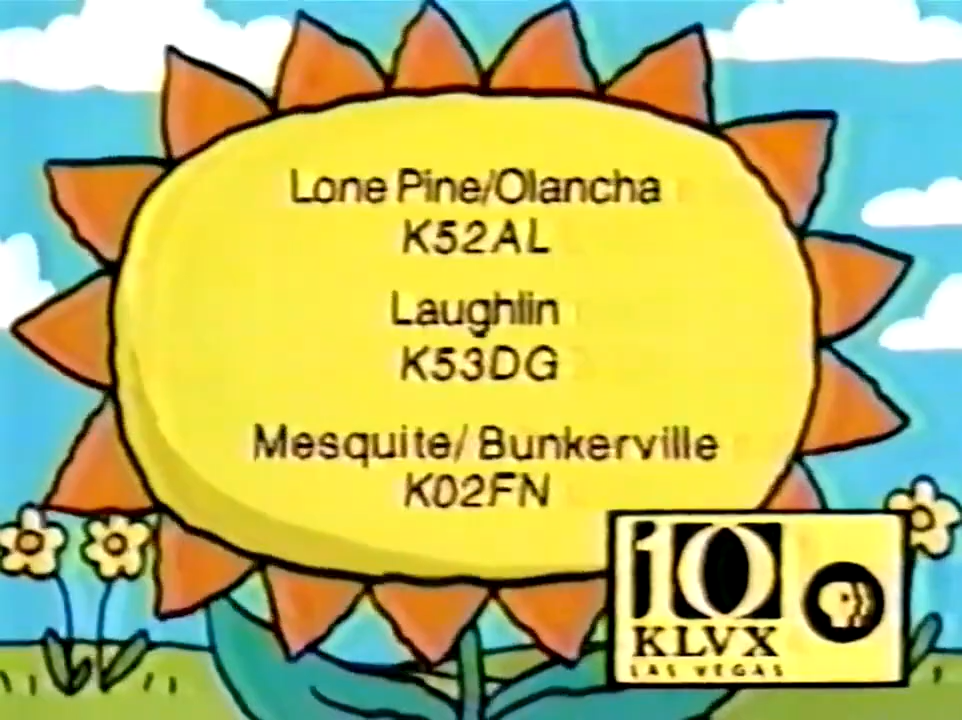 Lone Pine/Olancha
K52AL
Laughlin
K53DG
Mesquite/Bunkerville
K02FN
10
KLVX
LAS VEGAS